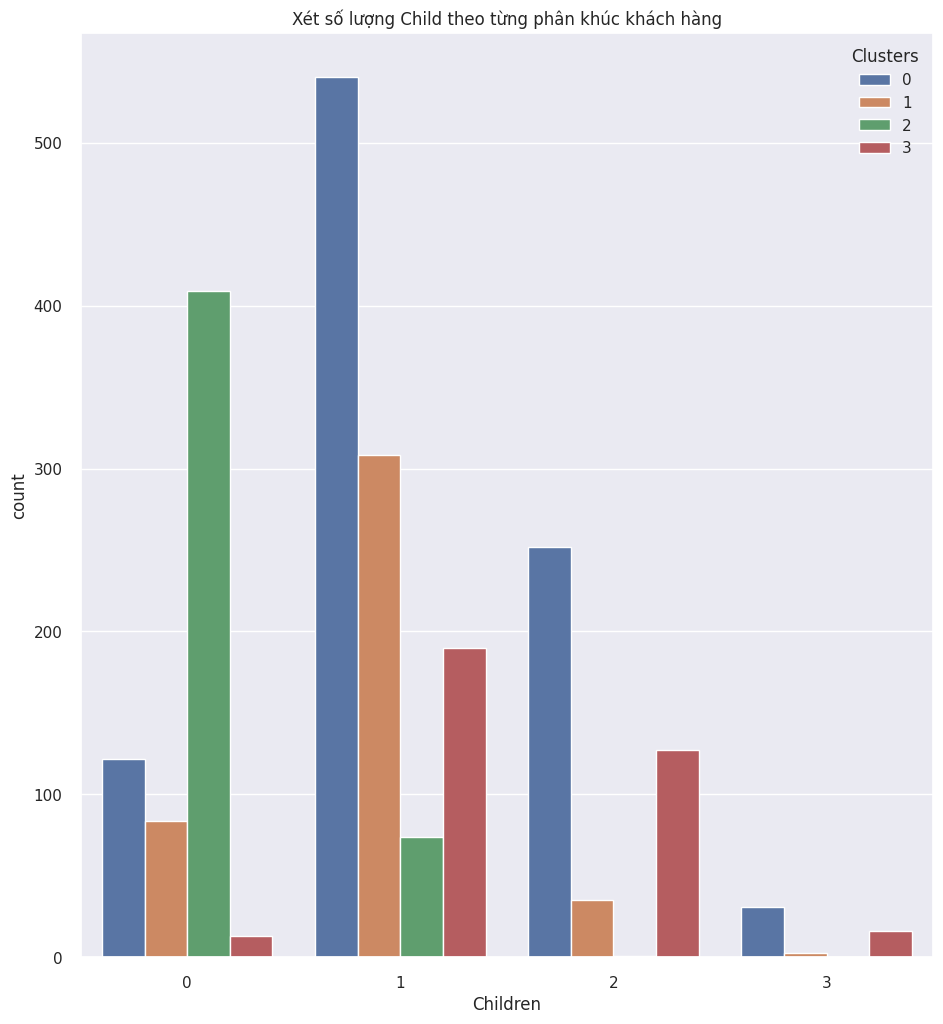 Xét số lượng Child theo từng phân khúc khách hàng
Clusters
0
1
2
3
500
400
300
200
100
0
count
0 1 2 3
Children